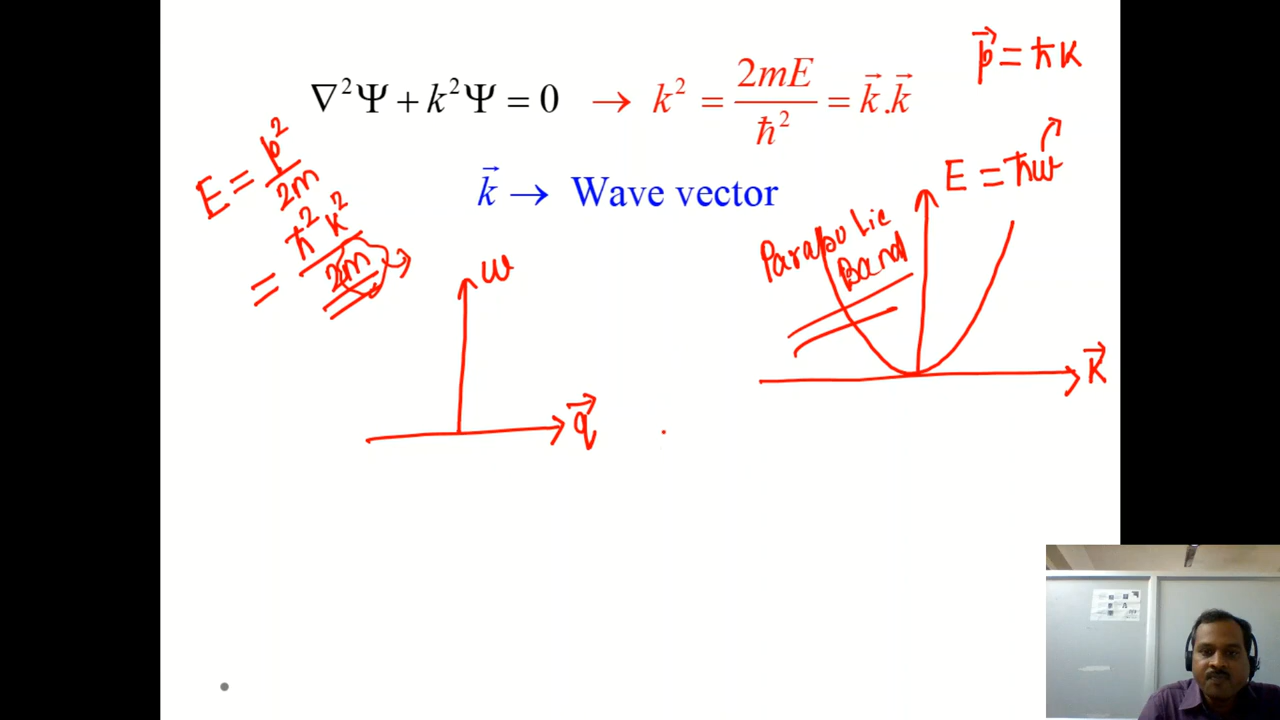 p⃗ = ħk
∇²Ψ + k²Ψ = 0 → k² = 2mE/ħ² = k⃗.k⃗
E = p²/2m
= ħ²k²/2m
k⃗ → Wave vector
E = ħω
Parabolic
Band
ω
k⃗
q⃗